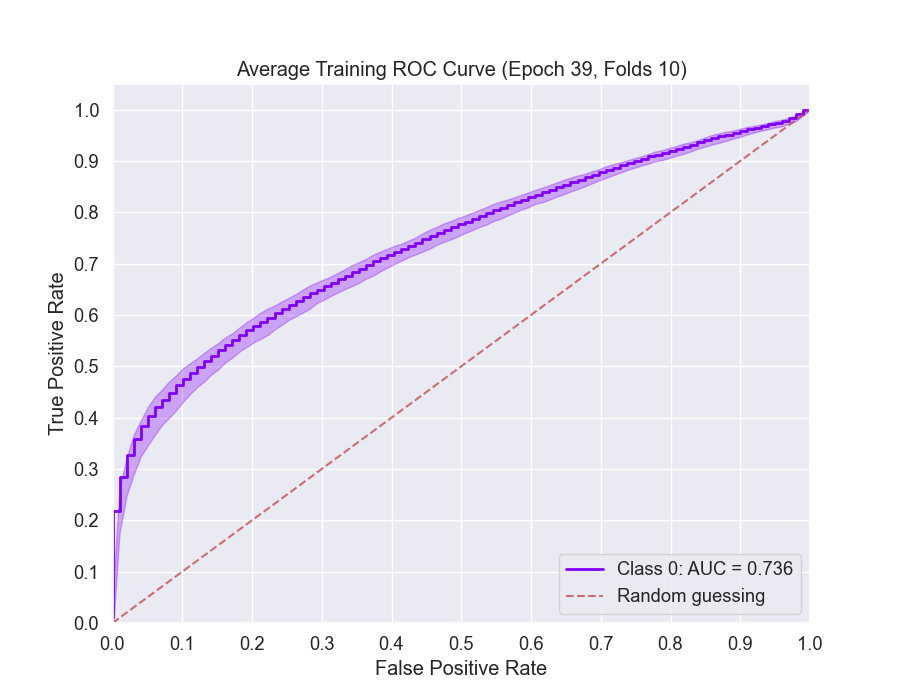 Average Training ROC Curve (Epoch 39, Folds 10)
True Positive Rate
1.0
0.9
0.8
0.7
0.6
0.5
0.4
0.3
0.2
0.1
0.0
Class 0: AUC = 0.736
Random guessing
0.0 0.1 0.2 0.3 0.4 0.5 0.6 0.7 0.8 0.9 1.0
False Positive Rate